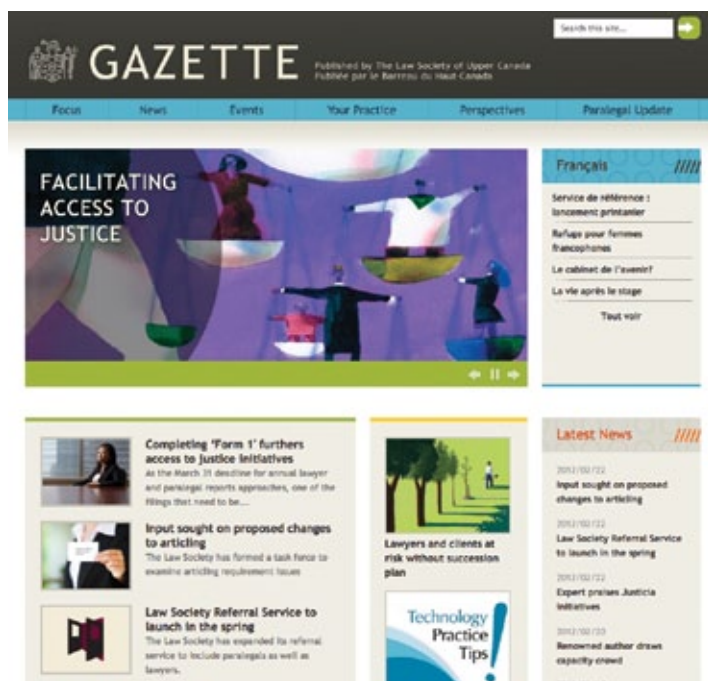 Search this site...
GAZETTE
Published by The Law Society of Upper Canada
Publiée par le Barreau du Haut-Canada
Focus
News
Events
Your Practice
Perspectives
Paralegal Update
FACILITATING
ACCESS TO
JUSTICE
Français
Service de référence :
lancement printanier
Refuge pour femmes
francophones
Le cabinet de l'avenir?
La vie après le stage
Tout voir
Completing 'Form 1' furthers
access to justice initiatives
As the March 31 deadline for annual lawyer
and paralegal reports approaches, one of the
filings that need to be...
Input sought on proposed changes
to articling
The Law Society has formed a task force to
examine articling requirement issues
Law Society Referral Service to
launch in the spring
The Law Society has expanded its referral
service to include paralegals as well as
lawyers.
Lawyers and clients at
risk without succession
plan
Technology
Practice
Tips
Latest News
2012/02/22
Input sought on proposed
changes to articling
2012/02/22
Law Society Referral Service
to launch in the spring
2012/02/22
Expert praises Justicia
initiatives
Renowned author draws
capacity crowd